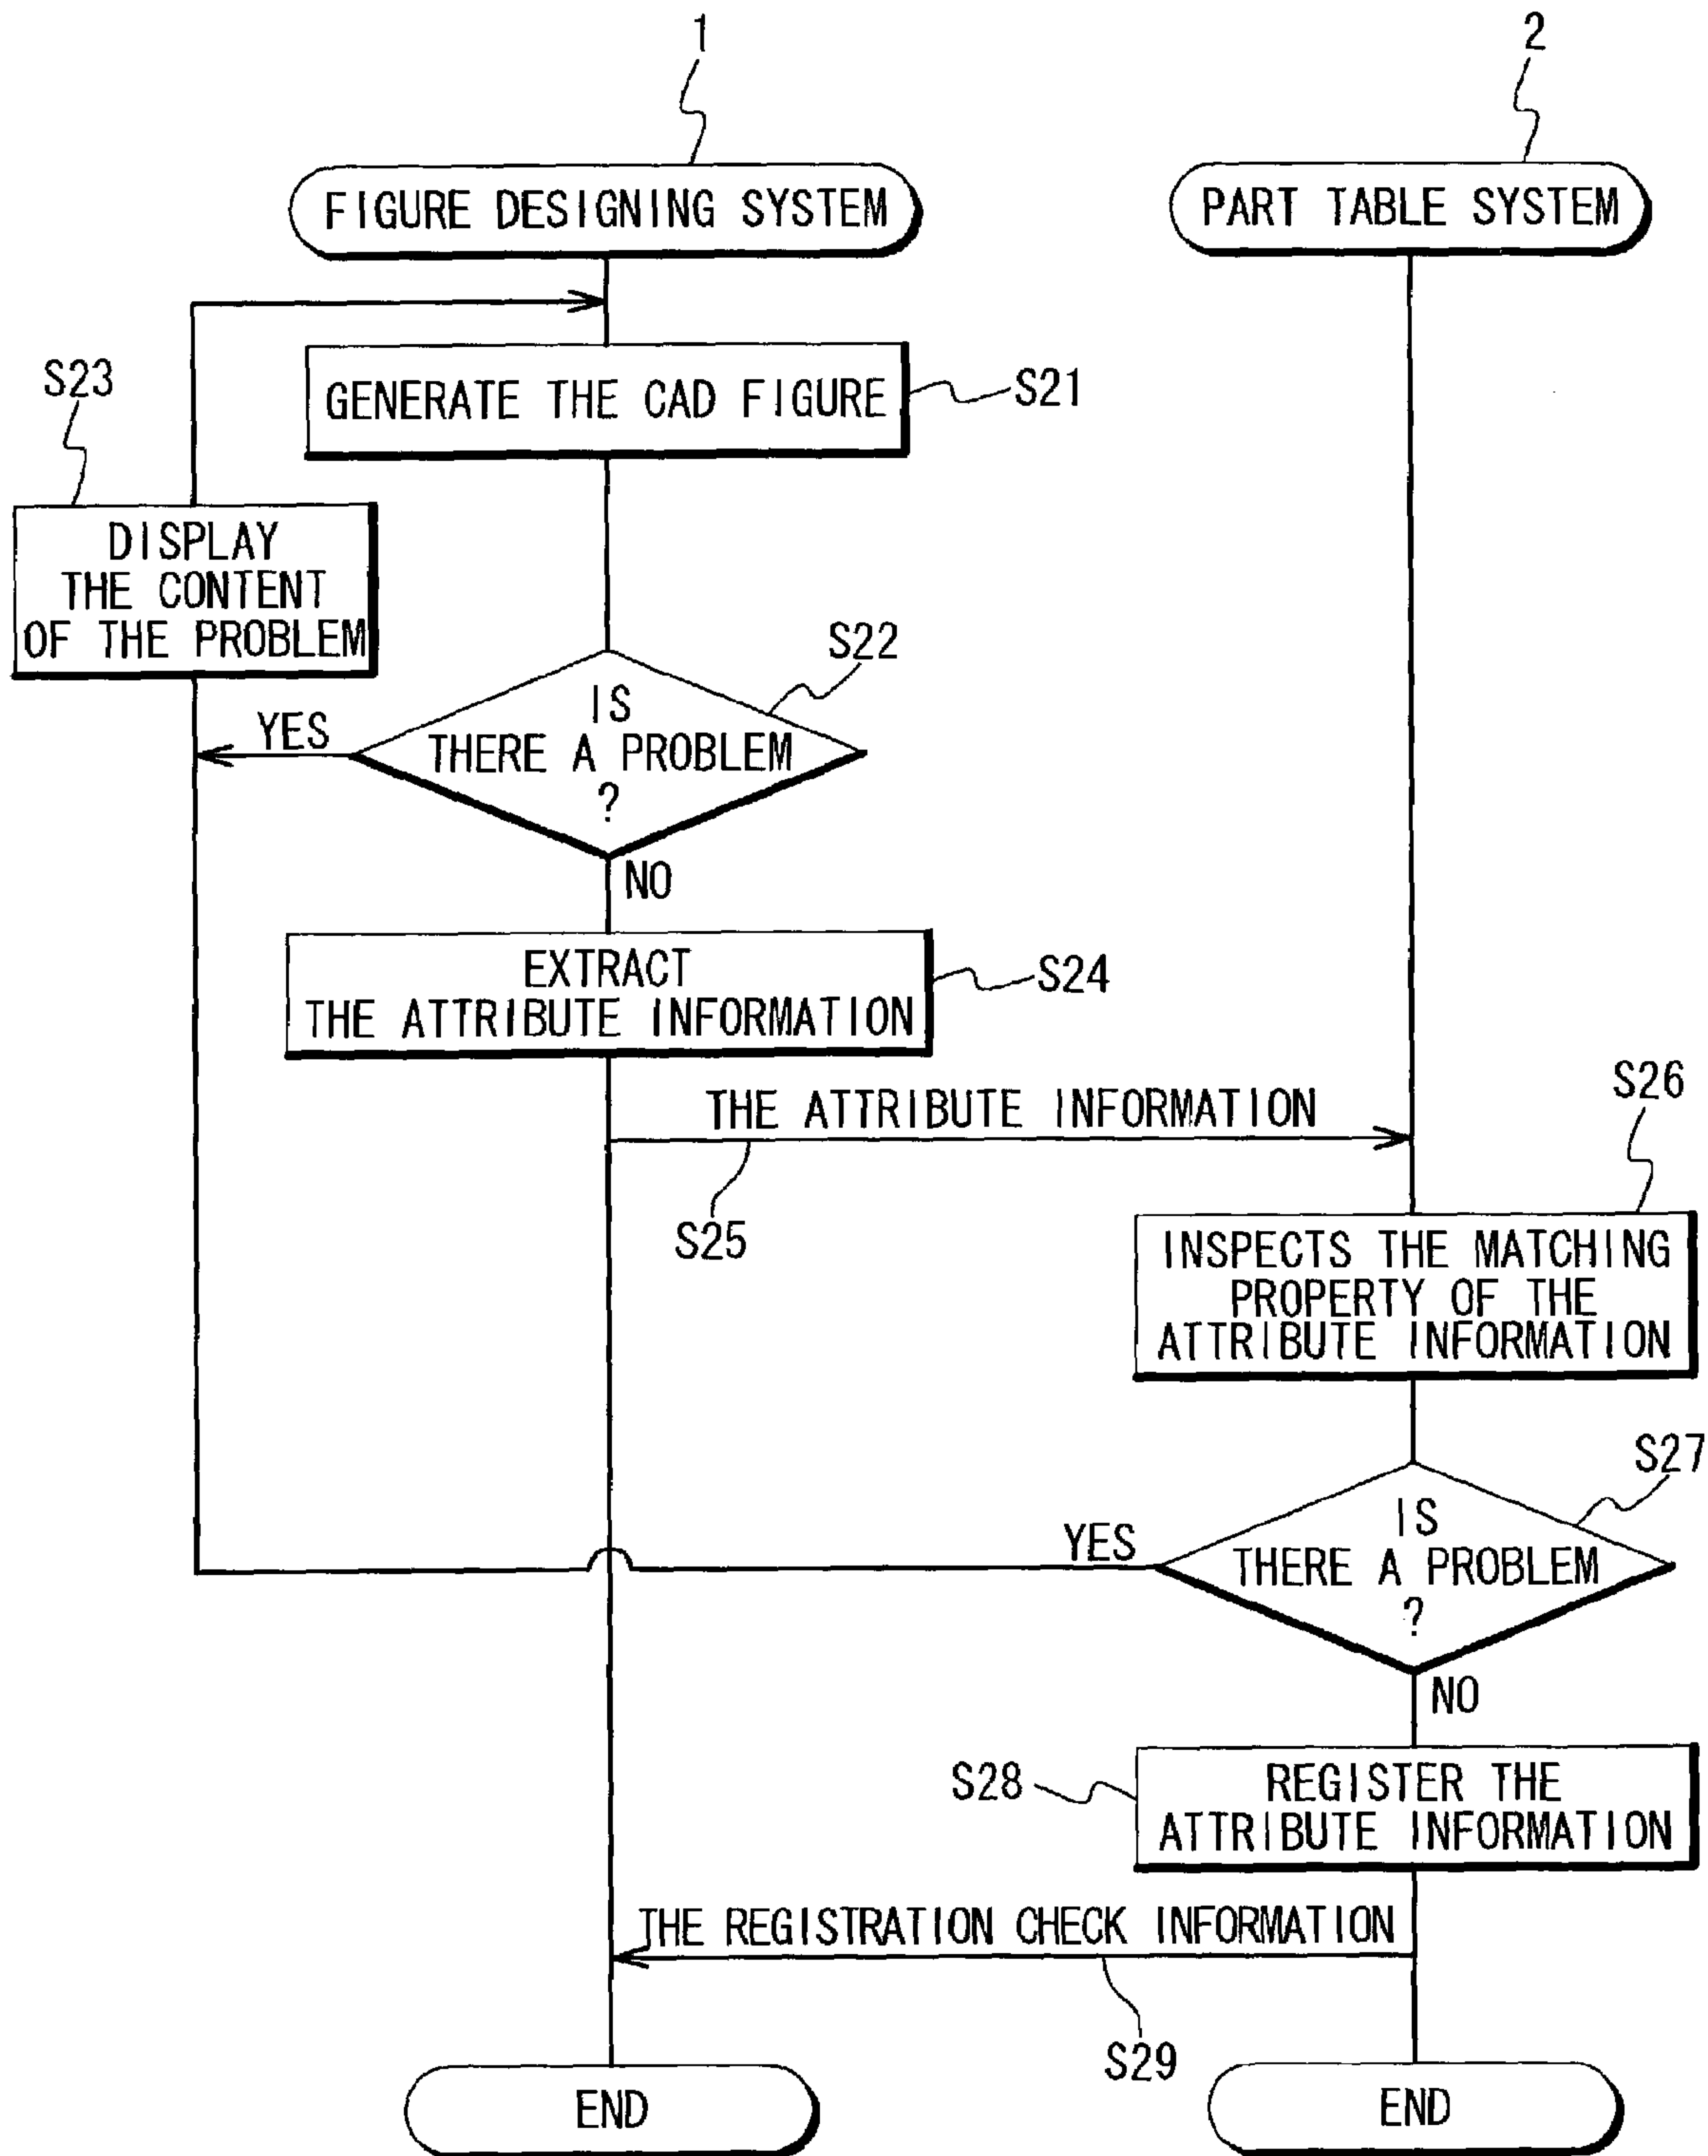 1
2
FIGURE DESIGNING SYSTEM
PART TABLE SYSTEM
S23
GENERATE THE CAD FIGURE
S21
DISPLAY
THE CONTENT
OF THE PROBLEM
S22
IS
THERE A PROBLEM
?
YES
NO
EXTRACT
THE ATTRIBUTE INFORMATION
S24
THE ATTRIBUTE INFORMATION
S25
S26
INSPECTS THE MATCHING
PROPERTY OF THE
ATTRIBUTE INFORMATION
S27
IS
THERE A PROBLEM
?
YES
NO
S28
REGISTER THE
ATTRIBUTE INFORMATION
THE REGISTRATION CHECK INFORMATION
S29
END
END